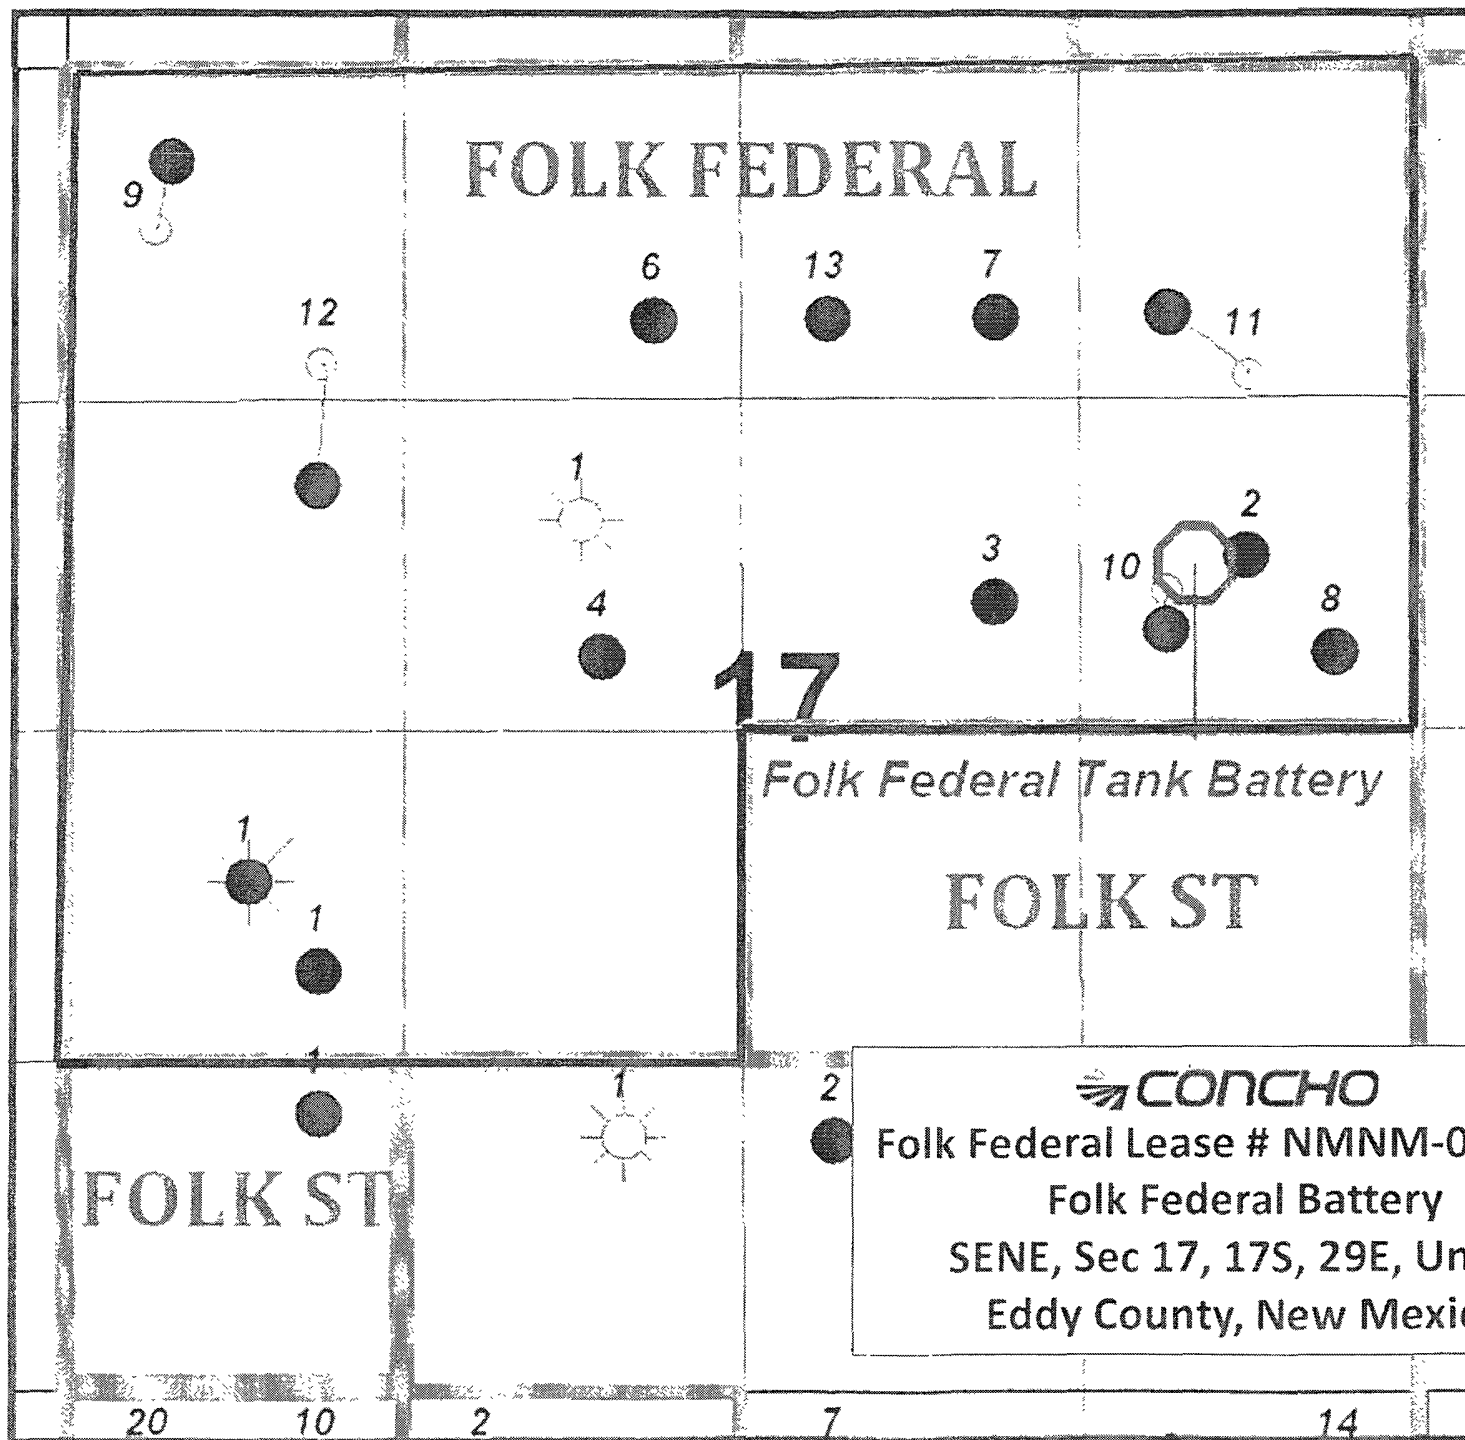 FOLK FEDERAL
9
6
13
7
12
11
1
2
3
10
4
8
17
Folk Federal Tank Battery
1
FOLK ST
1
1
1
2
CONCHO
Folk Federal Lease # NMNM-0
Folk Federal Battery
FOLK ST
SENE, Sec 17, 17S, 29E, Un
Eddy County, New Mexi
20 10 2 7 14